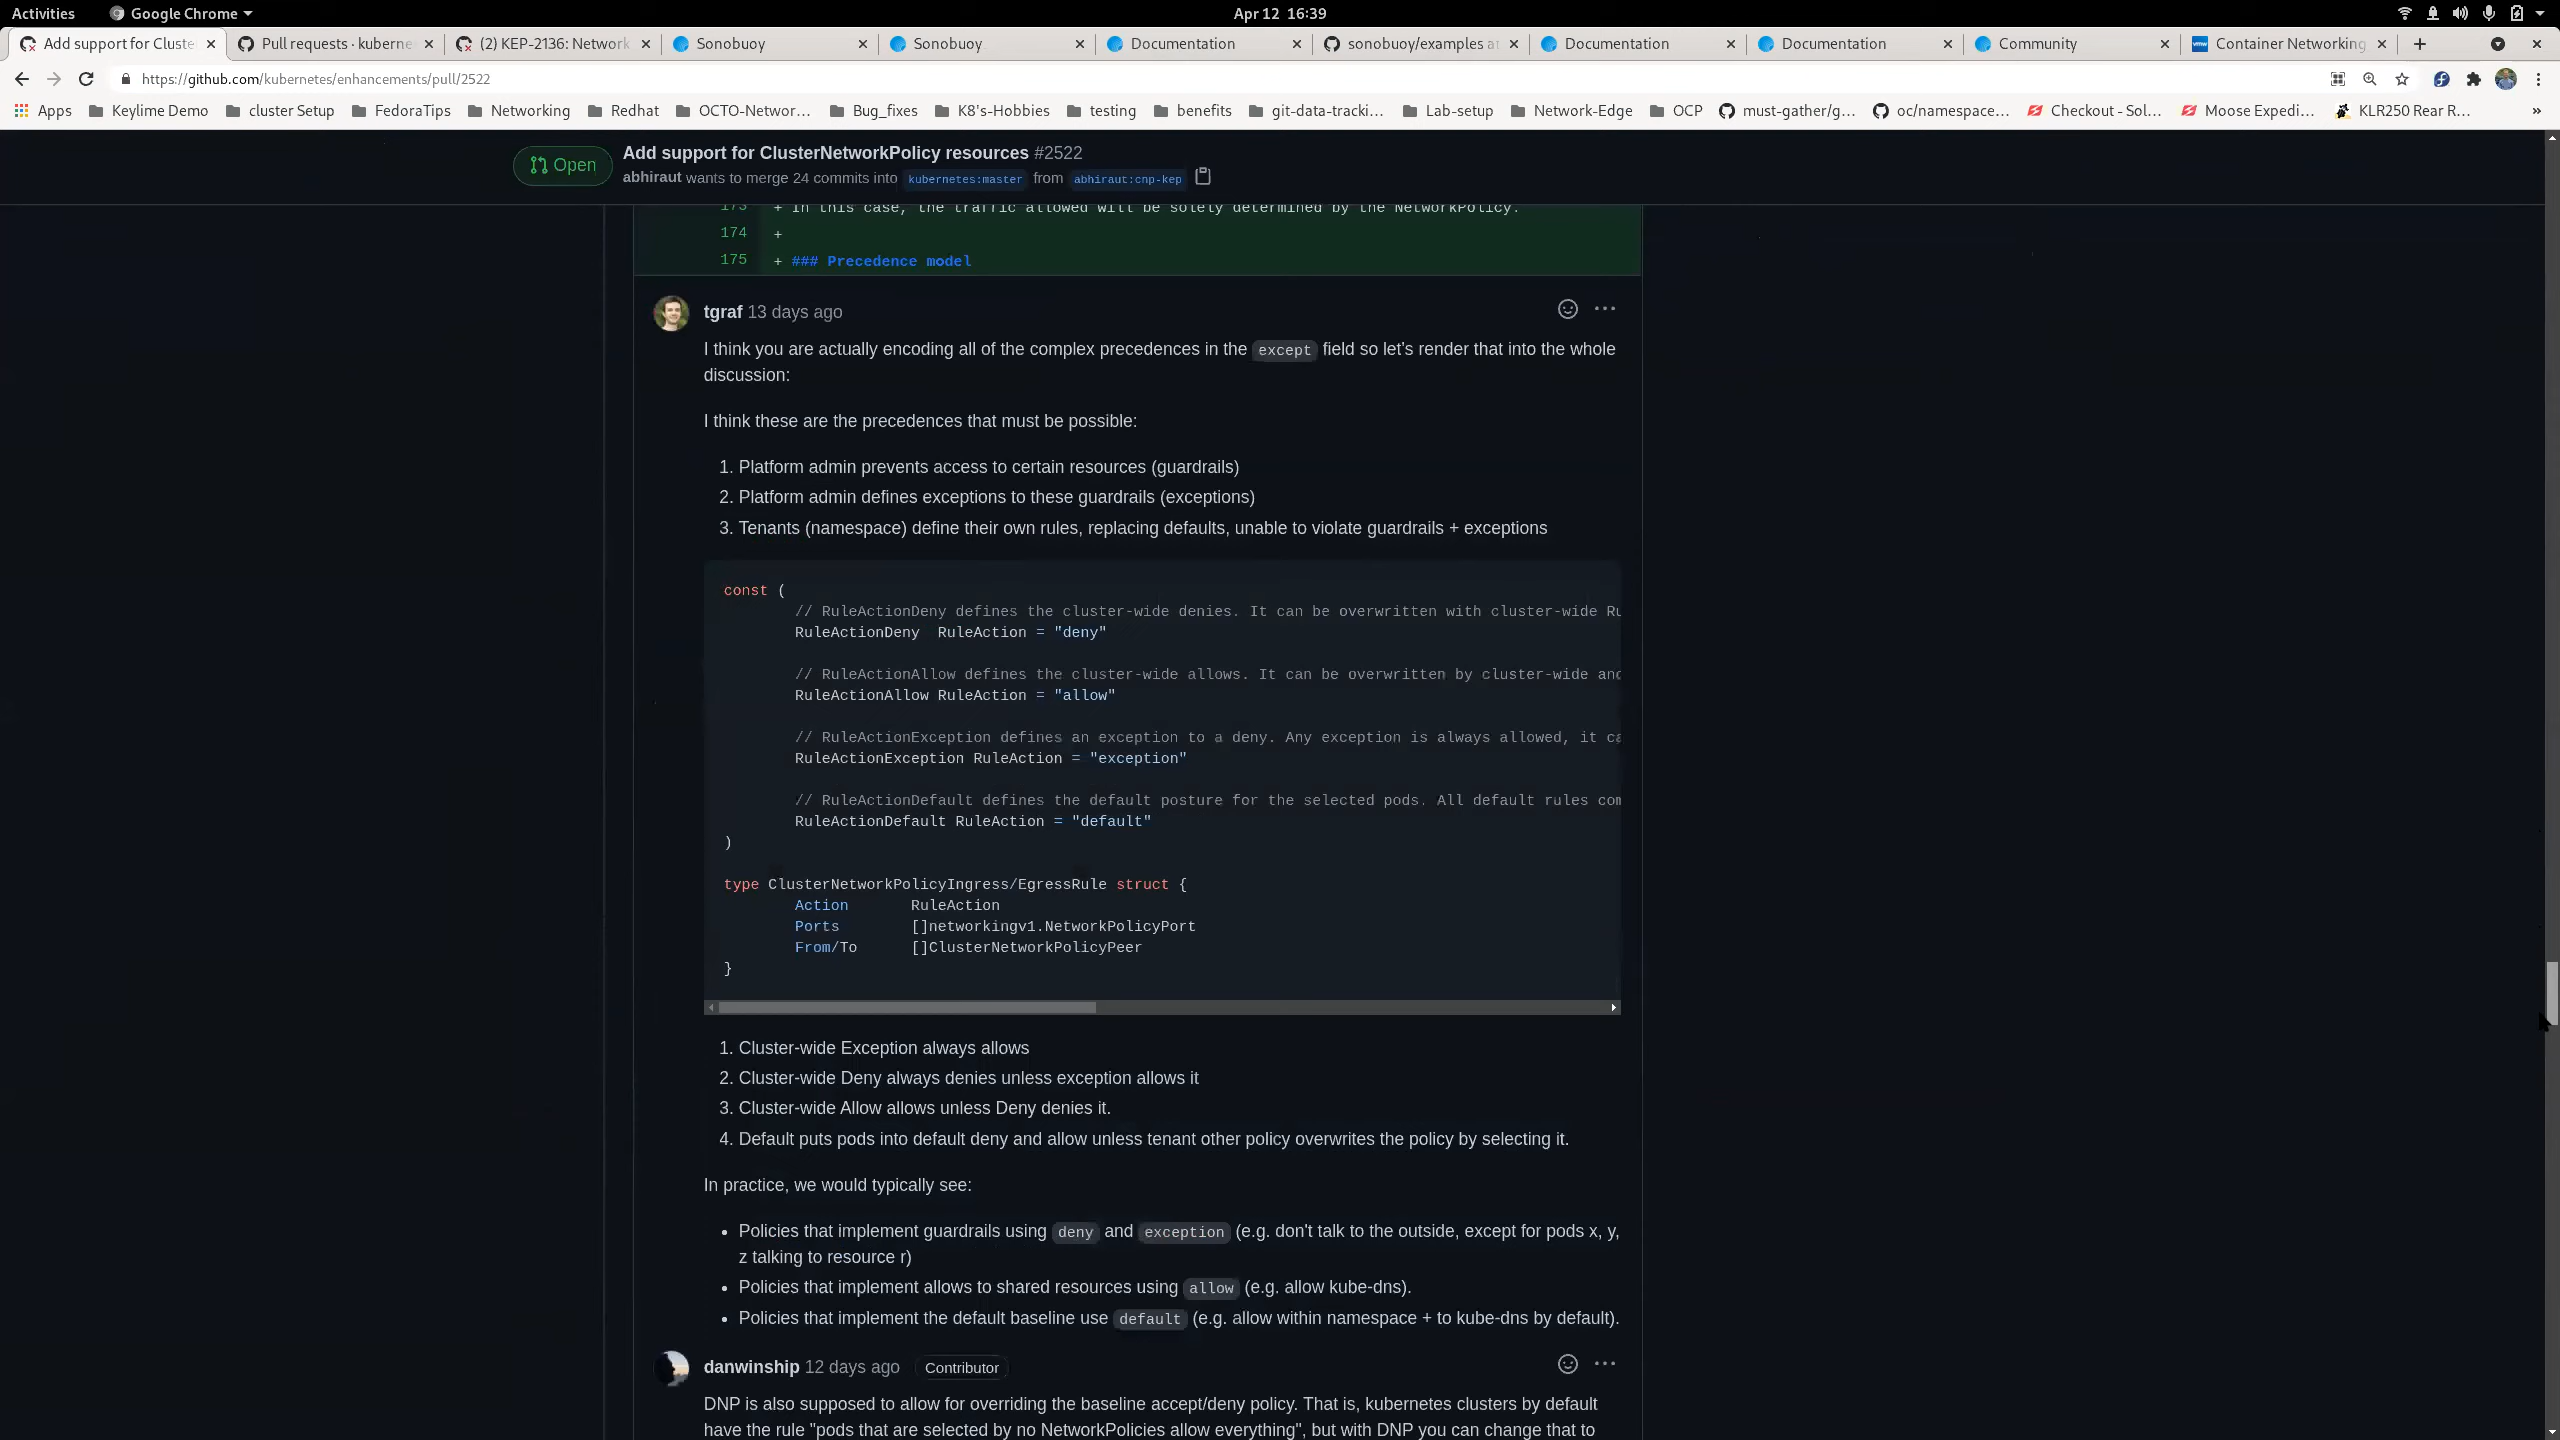 Activities
Google Chrome
Apr 12 16:39
Add support for Cluste
Pull requests · kuberne
(2) KEP-2136: Network
Sonobuoy
Sonobuoy
Documentation
sonobuoy/examples at
Documentation
Documentation
Community
Container Networking
https://github.com/kubernetes/enhancements/pull/2522
Apps
Keylime Demo
cluster Setup
FedoraTips
Networking
Redhat
OCTO-Networ...
Bug_fixes
K8's-Hobbies
testing
benefits
git-data-tracki...
Lab-setup
Network-Edge
OCP
must-gather/g...
oc/namespace...
Checkout - Sol...
Moose Expedi...
KLR250 Rear R...
»
Open
Add support for ClusterNetworkPolicy resources #2522
abhiraut wants to merge 24 commits into kubernetes:master from abhiraut:cnp-kep
173 + In this case, the traffic allowed will be solely determined by the NetworkPolicy.
174 +
175 + ### Precedence model
tgraf 13 days ago
I think you are actually encoding all of the complex precedences in the except field so let's render that into the whole
discussion:
I think these are the precedences that must be possible:
1. Platform admin prevents access to certain resources (guardrails)
2. Platform admin defines exceptions to these guardrails (exceptions)
3. Tenants (namespace) define their own rules, replacing defaults, unable to violate guardrails + exceptions
const (
// RuleActionDeny defines the cluster-wide denies. It can be overwritten with cluster-wide Ru
RuleActionDeny RuleAction = "deny"
// RuleActionAllow defines the cluster-wide allows. It can be overwritten by cluster-wide and
RuleActionAllow RuleAction = "allow"
// RuleActionException defines an exception to a deny. Any exception is always allowed, it ca
RuleActionException RuleAction = "exception"
// RuleActionDefault defines the default posture for the selected pods. All default rules com
RuleActionDefault RuleAction = "default"
)
type ClusterNetworkPolicyIngress/EgressRule struct {
Action RuleAction
Ports []networkingv1.NetworkPolicyPort
From/To []ClusterNetworkPolicyPeer
}
1. Cluster-wide Exception always allows
2. Cluster-wide Deny always denies unless exception allows it
3. Cluster-wide Allow allows unless Deny denies it.
4. Default puts pods into default deny and allow unless tenant other policy overwrites the policy by selecting it.
In practice, we would typically see:
• Policies that implement guardrails using deny and exception (e.g. don't talk to the outside, except for pods x, y,
z talking to resource r)
• Policies that implement allows to shared resources using allow (e.g. allow kube-dns).
• Policies that implement the default baseline use default (e.g. allow within namespace + to kube-dns by default).
danwinship 12 days ago Contributor
DNP is also supposed to allow for overriding the baseline accept/deny policy. That is, kubernetes clusters by default
have the rule "pods that are selected by no NetworkPolicies allow everything", but with DNP you can change that to